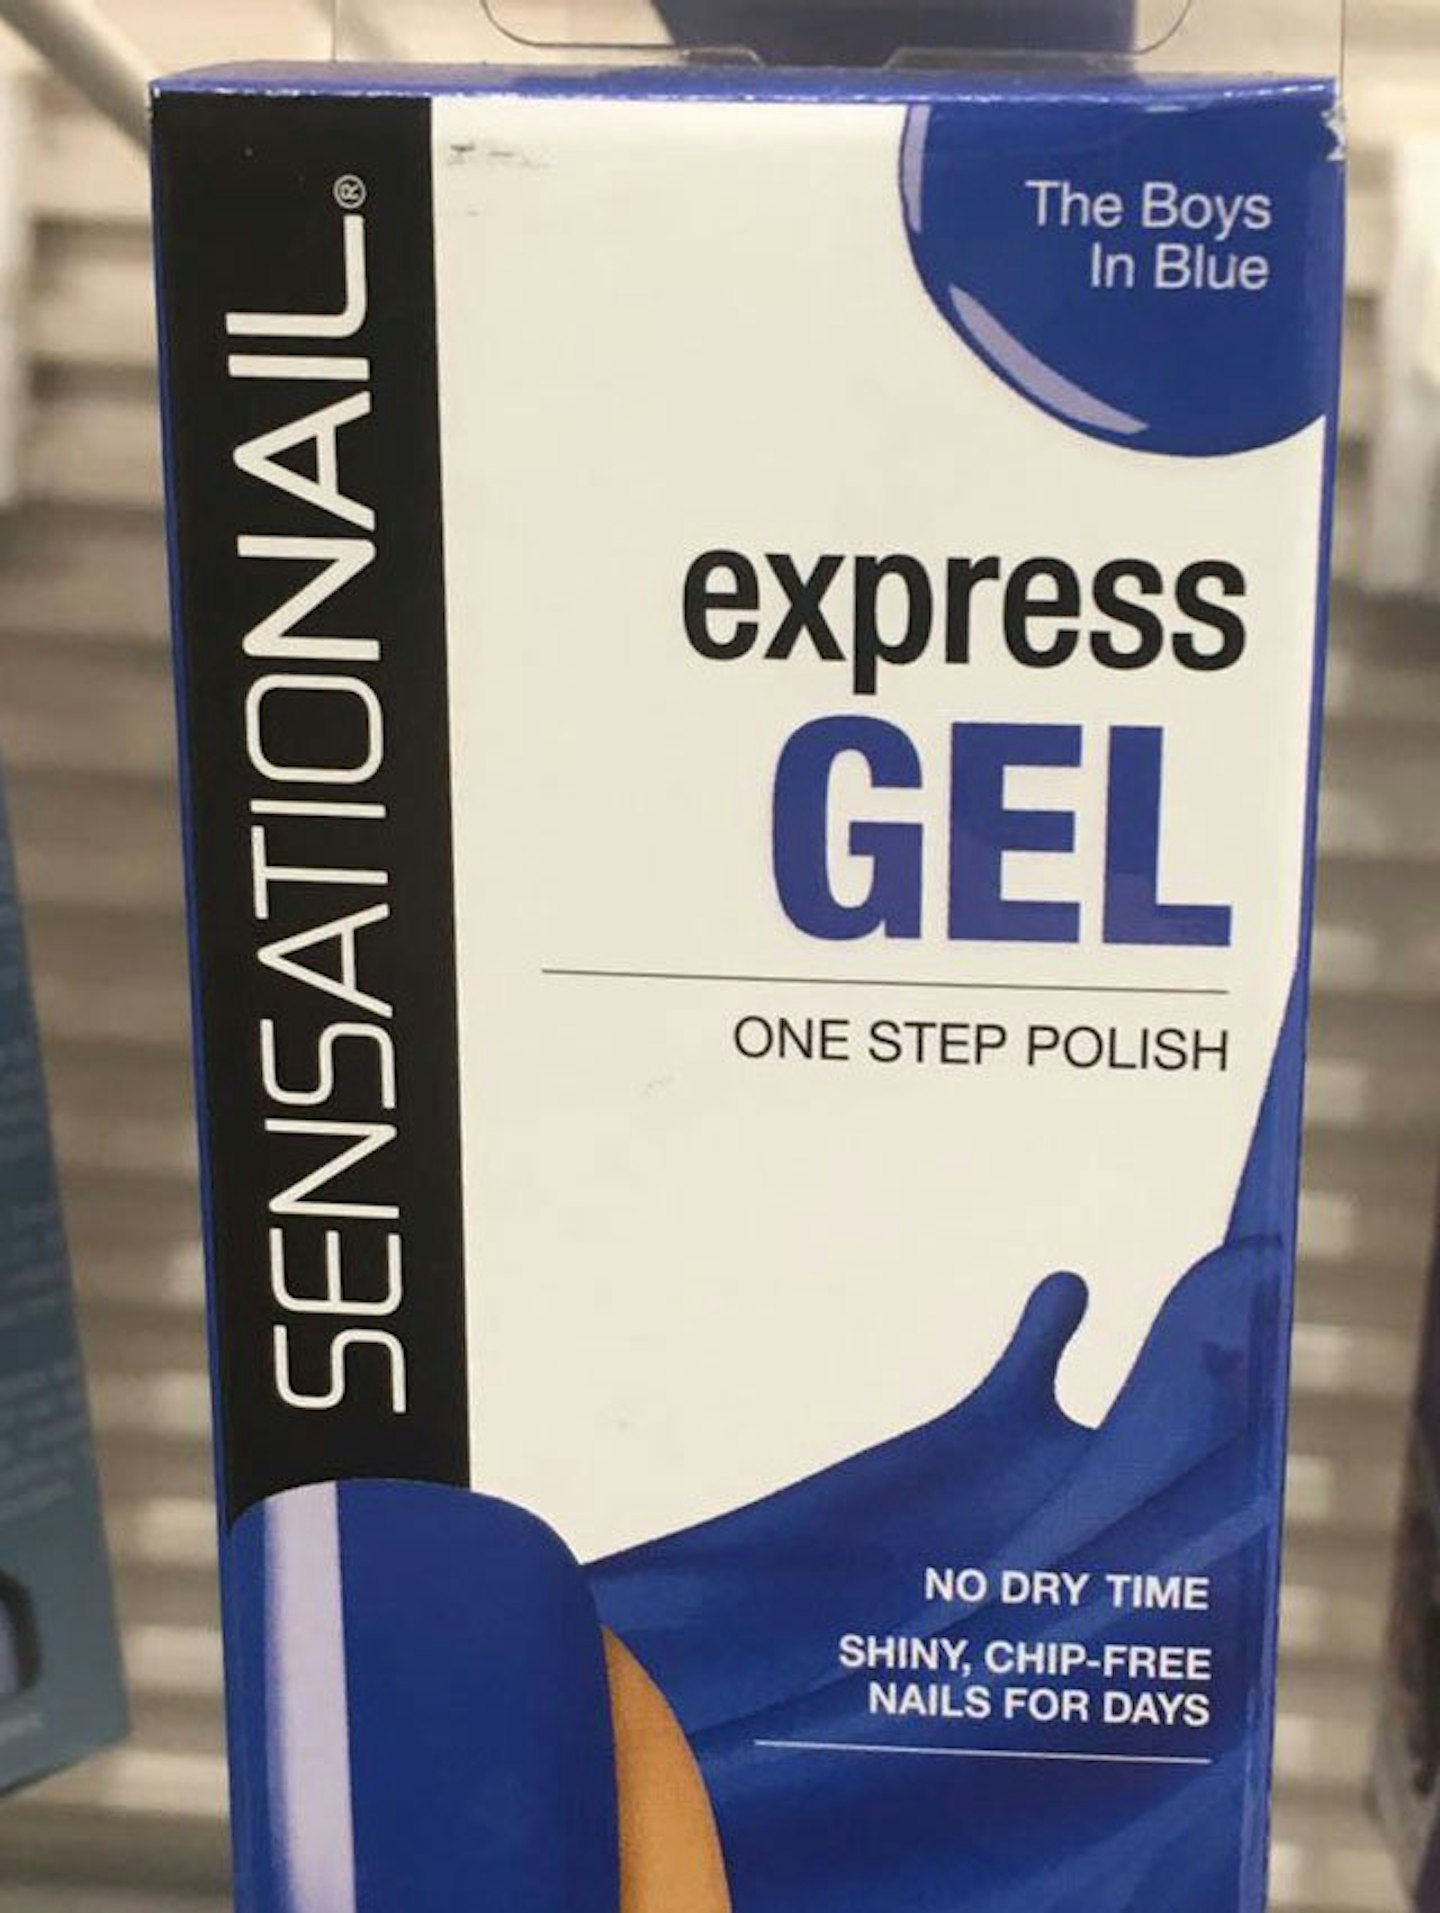 SENSATIONAIL®
The Boys
In Blue
express
GEL
ONE STEP POLISH
NO DRY TIME
SHINY, CHIP-FREE
NAILS FOR DAYS